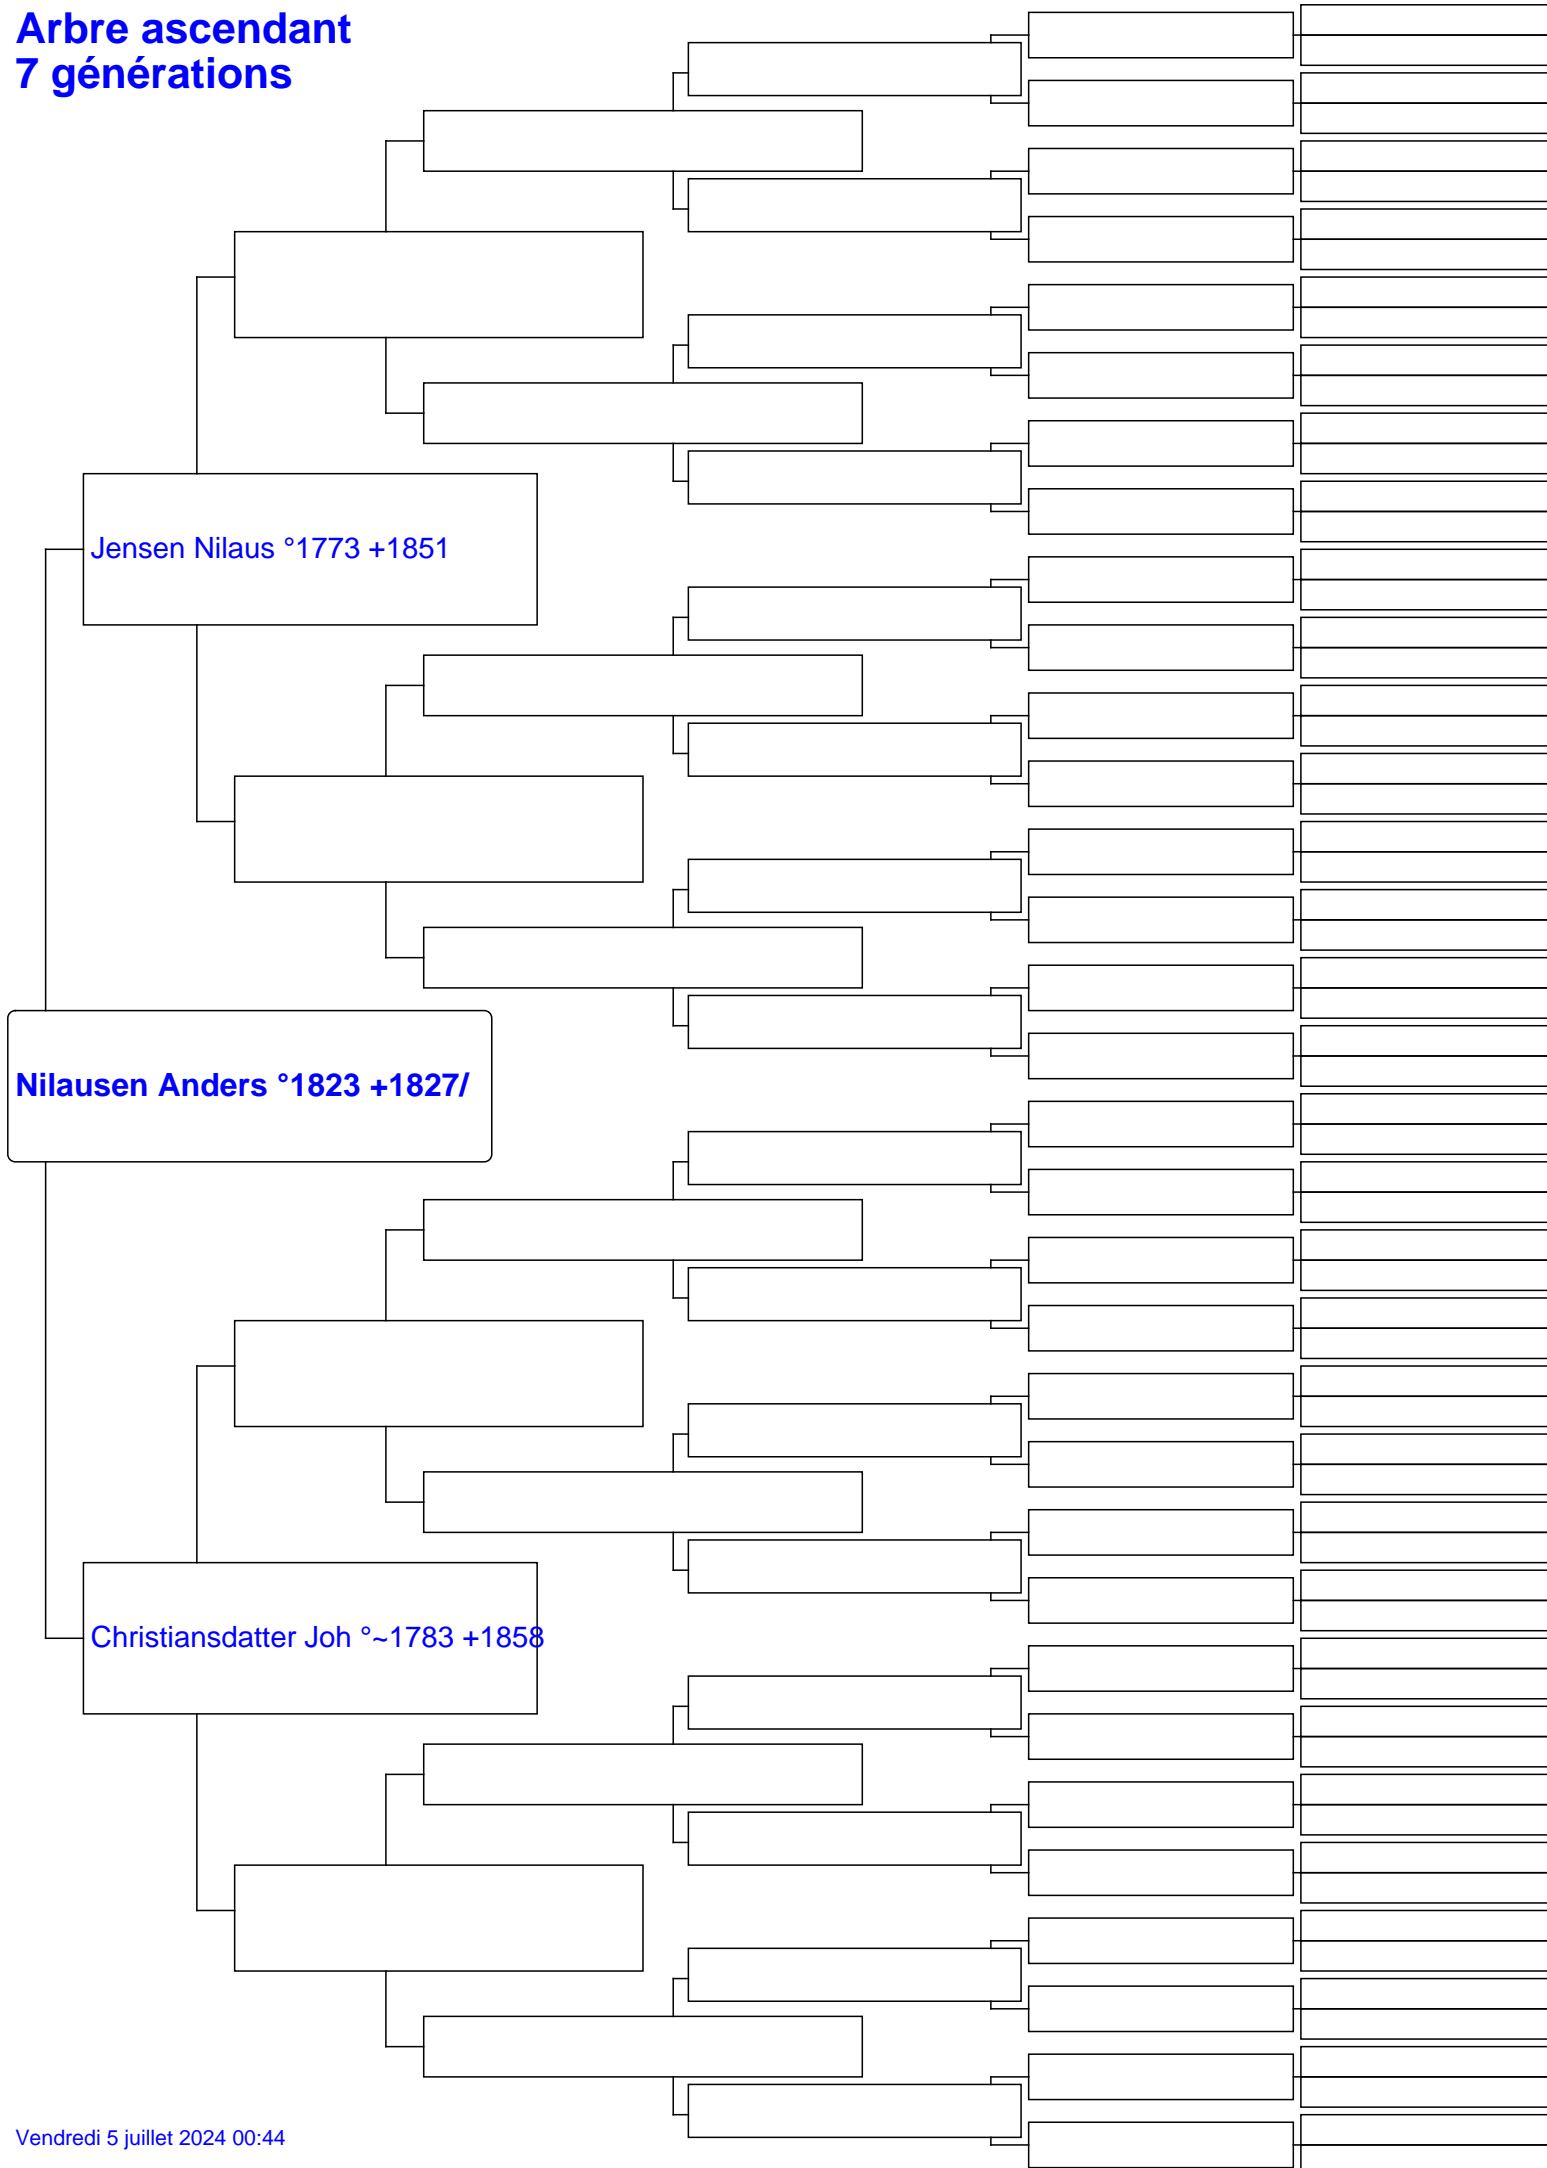 Arbre ascendant
7 générations
Jensen Nilaus °1773 +1851
Nilausen Anders °1823 +1827/
Christiansdatter Joh °~1783 +1858
Vendredi 5 juillet 2024 00:44